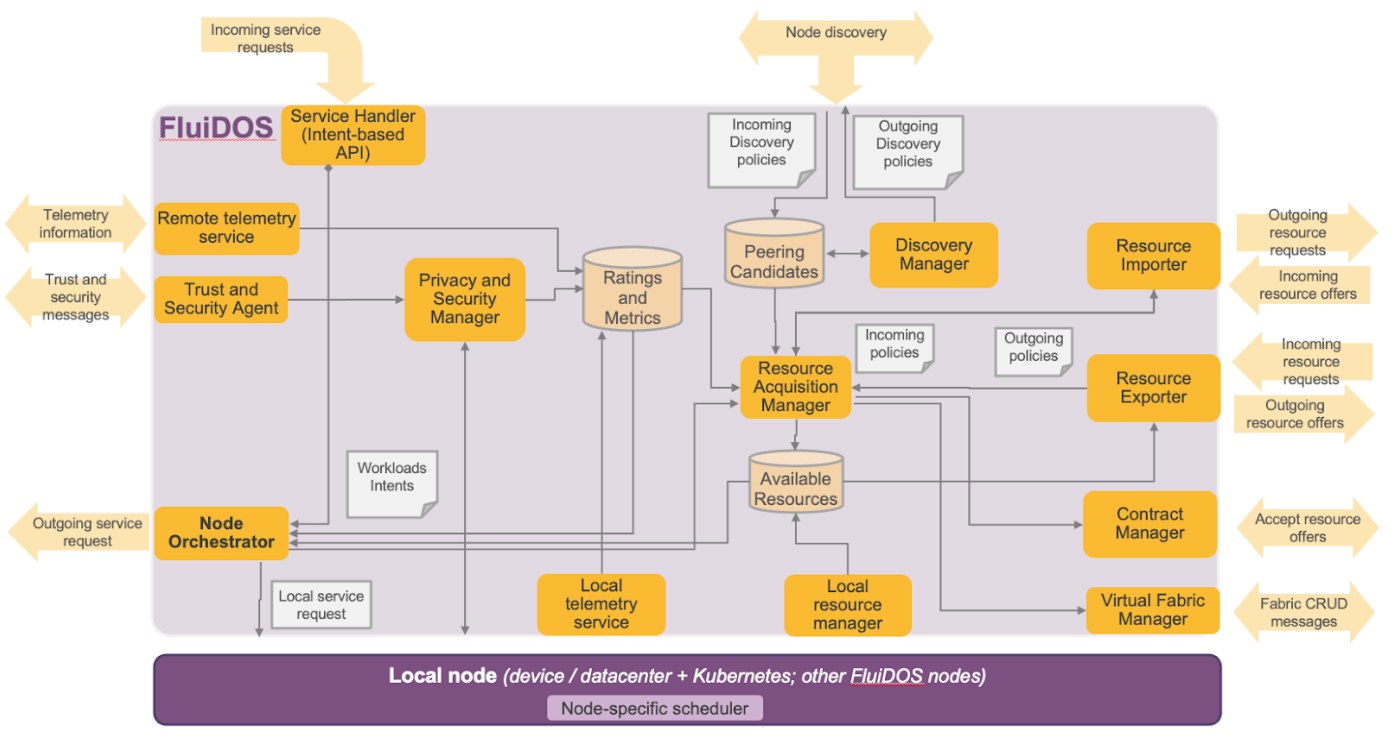 Incoming service
requests
Node discovery
FluiDOS
Service Handler
(Intent-based
API)
Incoming
Discovery
policies
Outgoing
Discovery
policies
Telemetry
information
Remote telemetry
service
Trust and
security
messages
Trust and
Security Agent
Privacy and
Security
Manager
Ratings
and
Metrics
Peering
Candidates
Discovery
Manager
Resource
Importer
Outgoing
resource
requests
Incoming
resource offers
Incoming
policies
Outgoing
policies
Resource
Acquisition
Manager
Resource
Exporter
Incoming
resource
requests
Outgoing
resource offers
Workloads
Intents
Available
Resources
Outgoing service
request
Node
Orchestrator
Contract
Manager
Accept resource
offers
Local service
request
Local
telemetry
service
Local
resource
manager
Virtual Fabric
Manager
Fabric CRUD
messages
Local node (device / datacenter + Kubernetes; other FluiDOS nodes)
Node-specific scheduler